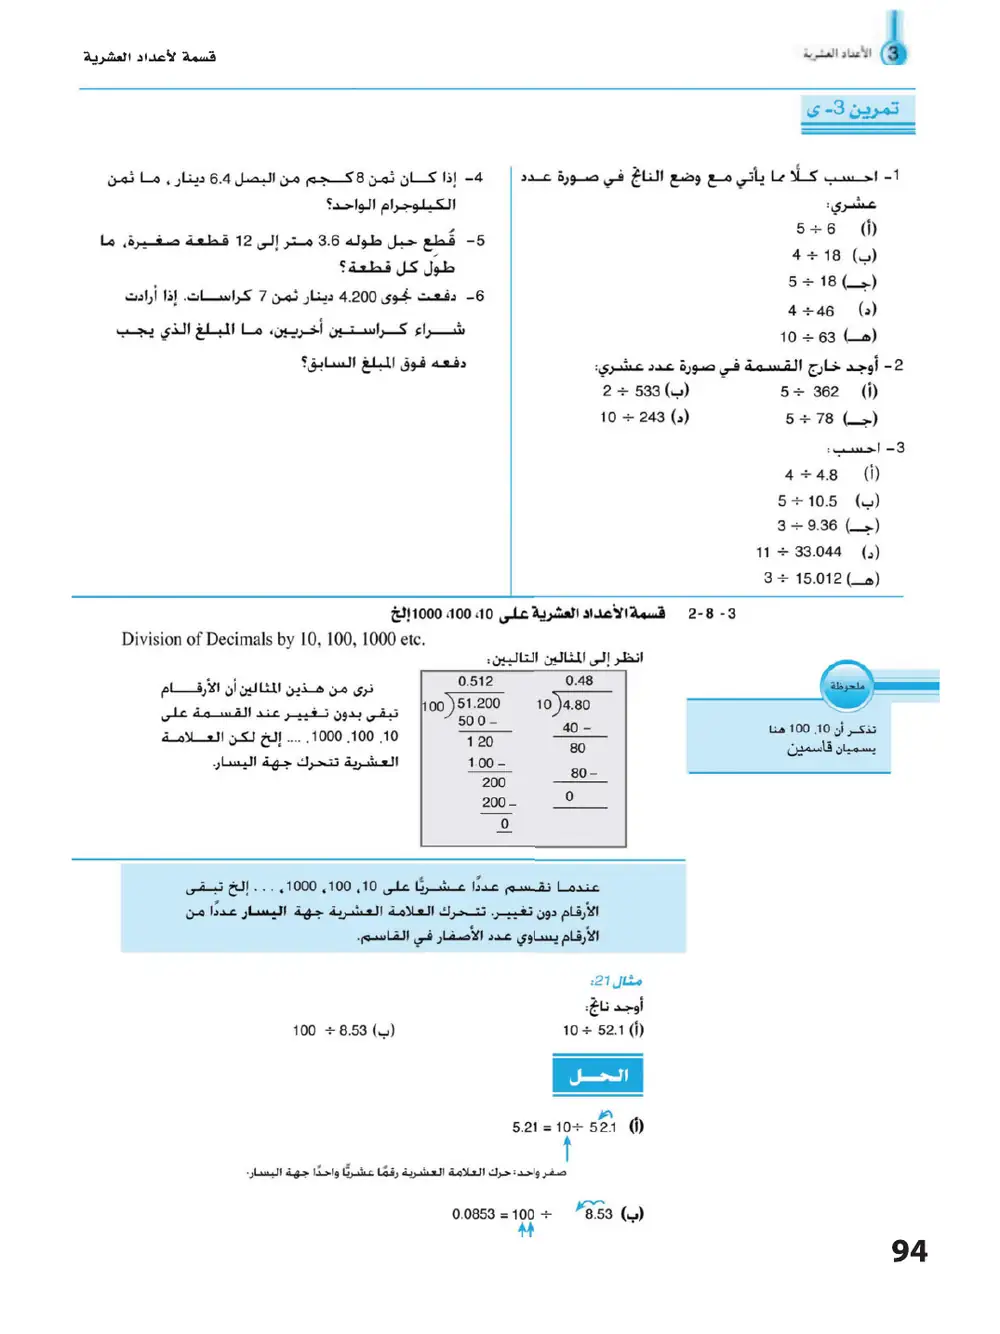 3 الأعداد العشرية
قسمة لأعداد العشرية
تمرين 3- ى
1- احسب كلًا مما يأتي مع وضع الناتج في صورة عدد
عشري:
(أ) 6 ÷ 5
(ب) 18 ÷ 4
(جـ) 18 ÷ 5
(د) 46 ÷ 4
(هـ) 63 ÷ 10
2- أوجد خارج القسمة في صورة عدد عشري:
(أ) 362 ÷ 5 (ب) 533 ÷ 2
(جـ) 78 ÷ 5 (د) 243 ÷ 10
3- احسب:
(أ) 4.8 ÷ 4
(ب) 10.5 ÷ 5
(جـ) 9.36 ÷ 3
(د) 33.044 ÷ 11
(هـ) 15.012 ÷ 3
4- إذا كان ثمن 8 كجم من البصل 6.4 دينار، ما ثمن
الكيلوجرام الواحد؟
5- قُطِع حبل طوله 3.6 متر إلى 12 قطعة صغيرة، ما
طول كل قطعة؟
6- دفعت نجوى 4.200 دينار ثمن 7 كراسات. إذا أرادت
شراء كراستين أخريين، ما المبلغ الذي يجب
دفعه فوق المبلغ السابق؟
3 - 8 -2 قسمة الأعداد العشرية على 10، 100، 1000 إلخ
Division of Decimals by 10, 100, 1000 etc.
انظر إلى المثالين التاليين:
0.48
10 ) 4.80
40 –
80
80 –
0
0.512
100 ) 51.200
50 0 –
1 20
1 00 –
200
200 –
0
نرى من هذين المثالين أن الأرقام
تبقى بدون تغيير عند القسمة على
10، 100، 1000، .... إلخ لكن العلامة
العشرية تتحرك جهة اليسار.
ملحوظة
تذكر أن 10، 100 هنا
يسميان قاسمين
عندما نقسم عددًا عشريًّا على 10، 100، 1000، . . . إلخ تبقى
الأرقام دون تغيير. تتحرك العلامة العشرية جهة اليسار عددًا من
الأرقام يساوي عدد الأصفار في القاسم.
مثال 21:
أوجد ناتج:
(أ) 52.1 ÷ 10 (ب) 8.53 ÷ 100
الحل
(أ) 52.1 ÷ 10 = 5.21
صفر واحد: حرك العلامة العشرية رقمًا عشريًّا واحدًا جهة اليسار.
(ب) 8.53 ÷ 100 = 0.0853
94